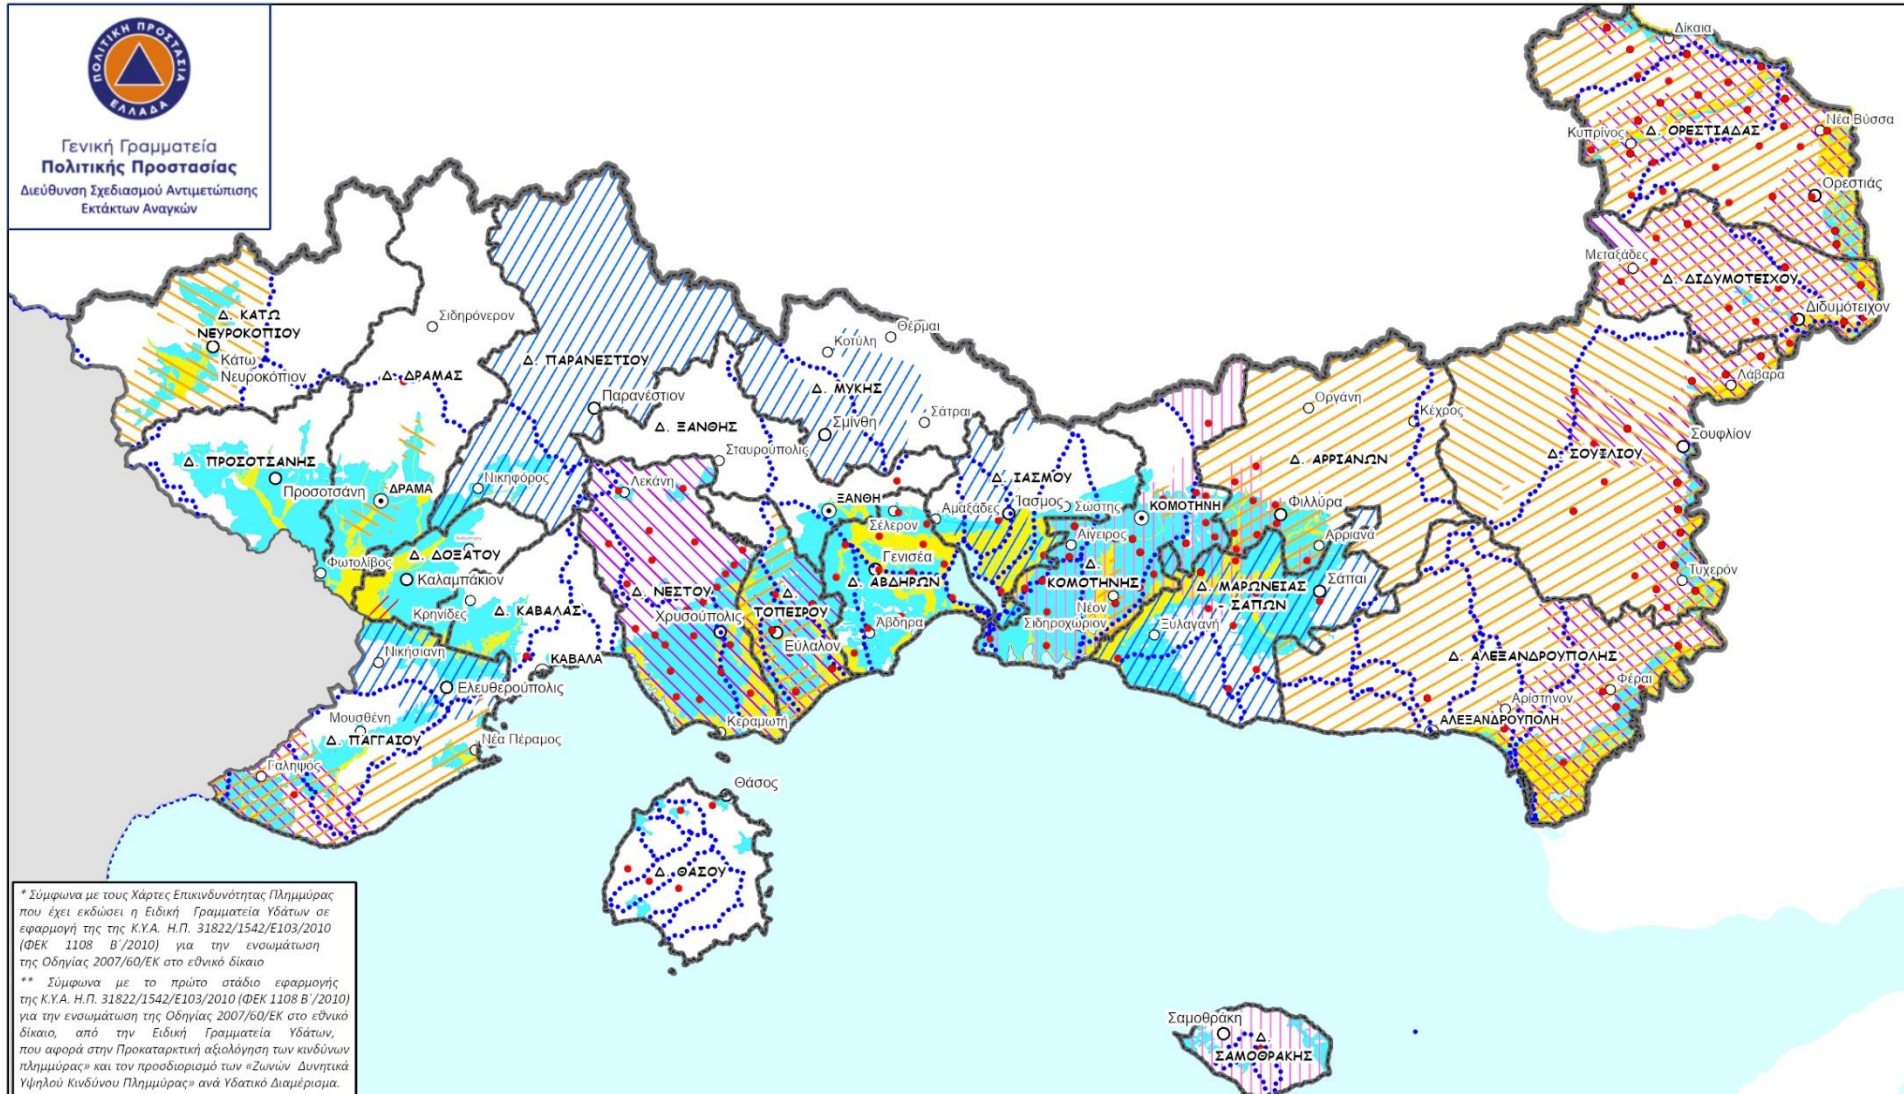 ΠΟΛΙΤΙΚΗ ΠΡΟΣΤΑΣΙΑ
ΕΛΛΑΔΑ
Γενική Γραμματεία
Πολιτικής Προστασίας
Διεύθυνση Σχεδιασμού Αντιμετώπισης
Εκτάκτων Αναγκών
Δίκαια
Νέα Βύσσα
Κυπρίνος
Δ. ΟΡΕΣΤΙΑΔΑΣ
Ορεστιάς
Μεταξάδες
Δ. ΔΙΔΥΜΟΤΕΙΧΟΥ
Διδυμότειχον
Λάβαρα
Δ. ΚΑΤΩ
ΝΕΥΡΟΚΟΠΙΟΥ
Κάτω
Νευροκόπιον
Σιδηρόνερον
Δ. ΔΡΑΜΑΣ
Δ. ΠΑΡΑΝΕΣΤΙΟΥ
Παρανέστιον
Θέρμαι
Κοτύλη
Δ. ΜΥΚΗΣ
Σάτραι
Σμίνθη
Δ. ΞΑΝΘΗΣ
Σταυρούπολις
Οργάνη
Κέχρος
Δ. ΑΡΡΙΑΝΩΝ
Σουφλίον
Δ. ΣΟΥΦΛΙΟΥ
Δ. ΠΡΟΣΟΤΣΑΝΗΣ
Προσοτσάνη
ΔΡΑΜΑ
Νικηφόρος
Λεκάνη
ΞΑΝΘΗ
Σέλερον
Αμαξάδες
Δ. ΙΑΣΜΟΥ
Ίασμος
Σώστης
ΚΟΜΟΤΗΝΗ
Φιλλύρα
Αρριανά
Αίγειρος
Φωτολίβος
Δ. ΔΟΞΑΤΟΥ
Καλαμπάκιον
Κρηνίδες
Δ. ΚΑΒΑΛΑΣ
Δ. ΝΕΣΤΟΥ
Χρυσούπολις
Δ.
ΤΟΠΕΙΡΟΥ
Εύλαλον
Γενισέα
Δ. ΑΒΔΗΡΩΝ
Άβδηρα
Δ.
ΚΟΜΟΤΗΝΗΣ
Νέον
Σιδηροχώριον
Δ. ΜΑΡΩΝΕΙΑΣ
- ΣΑΠΩΝ
Σάπαι
Ξυλαγανή
Τυχερόν
Νικήσιανη
Ελευθερούπολις
ΚΑΒΑΛΑ
Μουσθένη
Δ. ΠΑΓΓΑΙΟΥ
Νέα Πέραμος
Γαληψός
Κεραμωτή
Δ. ΑΛΕΞΑΝΔΡΟΥΠΟΛΗΣ
Φέραι
Αρίστηνον
ΑΛΕΞΑΝΔΡΟΥΠΟΛΗ
Θάσος
Δ. ΘΑΣΟΥ
Σαμοθράκη
Δ.
ΣΑΜΟΘΡΑΚΗΣ
* Σύμφωνα με τους Χάρτες Επικινδυνότητας Πλημμύρας
που έχει εκδώσει η Ειδική Γραμματεία Υδάτων σε
εφαρμογή της της Κ.Υ.Α. Η.Π. 31822/1542/Ε103/2010
(ΦΕΚ 1108 Β΄/2010) για την ενσωμάτωση
της Οδηγίας 2007/60/ΕΚ στο εθνικό δίκαιο
** Σύμφωνα με το πρώτο στάδιο εφαρμογής
της Κ.Υ.Α. Η.Π. 31822/1542/Ε103/2010 (ΦΕΚ 1108 Β΄/2010)
για την ενσωμάτωση της Οδηγίας 2007/60/ΕΚ στο εθνικό
δίκαιο, από την Ειδική Γραμματεία Υδάτων,
που αφορά στην Προκαταρκτική αξιολόγηση των κινδύνων
πλημμύρας» και τον προσδιορισμό των «Ζωνών Δυνητικά
Υψηλού Κινδύνου Πλημμύρας» ανά Υδατικό Διαμέρισμα.